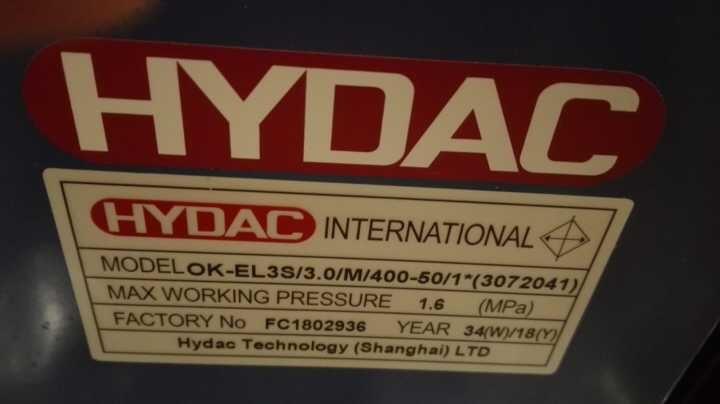 HYDAC
HYDAC INTERNATIONAL
MODEL OK-EL3S/3.0/M/400-50/1*(3072041)
MAX WORKING PRESSURE 1.6 (MPa)
FACTORY No FC1802936 YEAR 34(W)/18(Y)
Hydac Technology (Shanghai) LTD